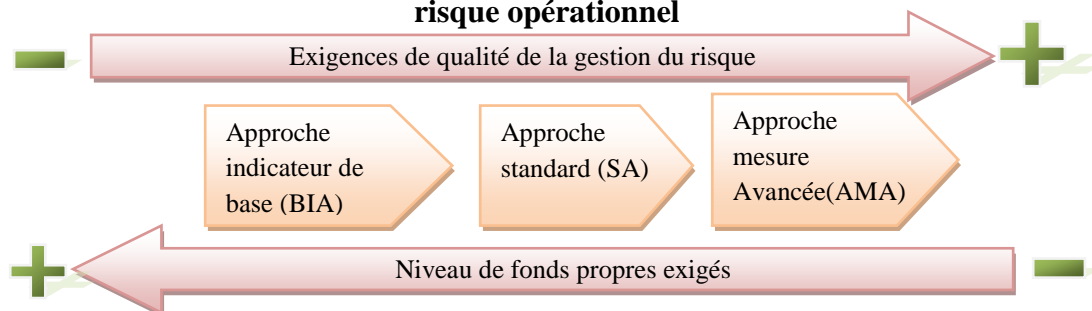 risque opérationnel
Exigences de qualité de la gestion du risque
Approche
indicateur de
base (BIA)
Approche
standard (SA)
Approche
mesure
Avancée(AMA)
Niveau de fonds propres exigés